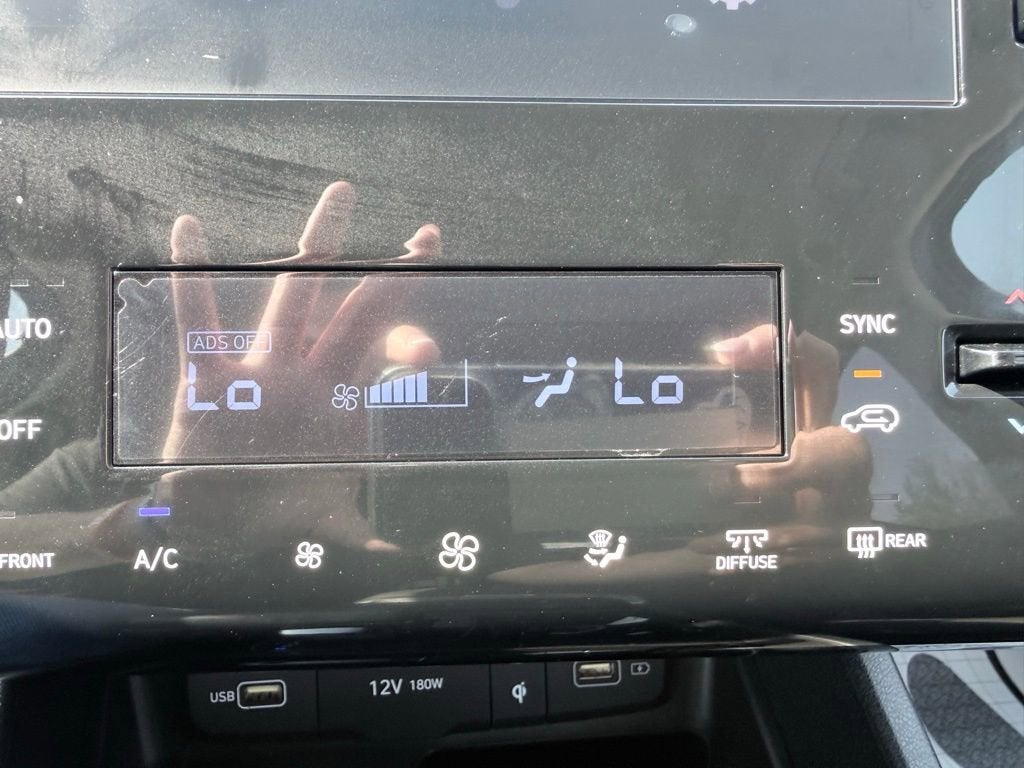 AUTO
ADS OFF
Lo
Lo
SYNC
OFF
FRONT
A/C
DIFFUSE
REAR
USB
12V 180W